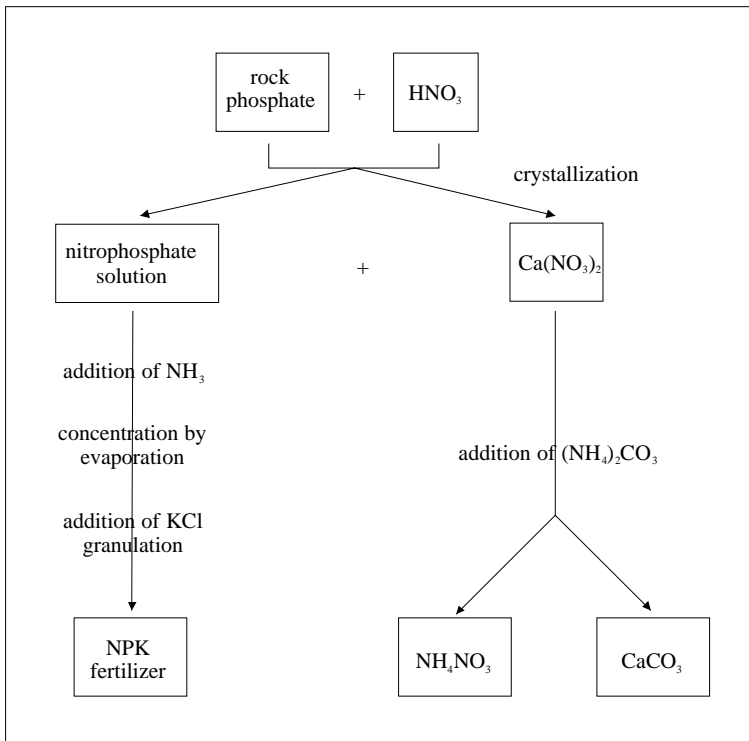 rock
phosphate
+
HNO₃
crystallization
nitrophosphate
solution
+
Ca(NO₃)₂
addition of NH₃
concentration by
evaporation
addition of (NH₄)₂CO₃
addition of KCl
granulation
NPK
fertilizer
NH₄NO₃
CaCO₃